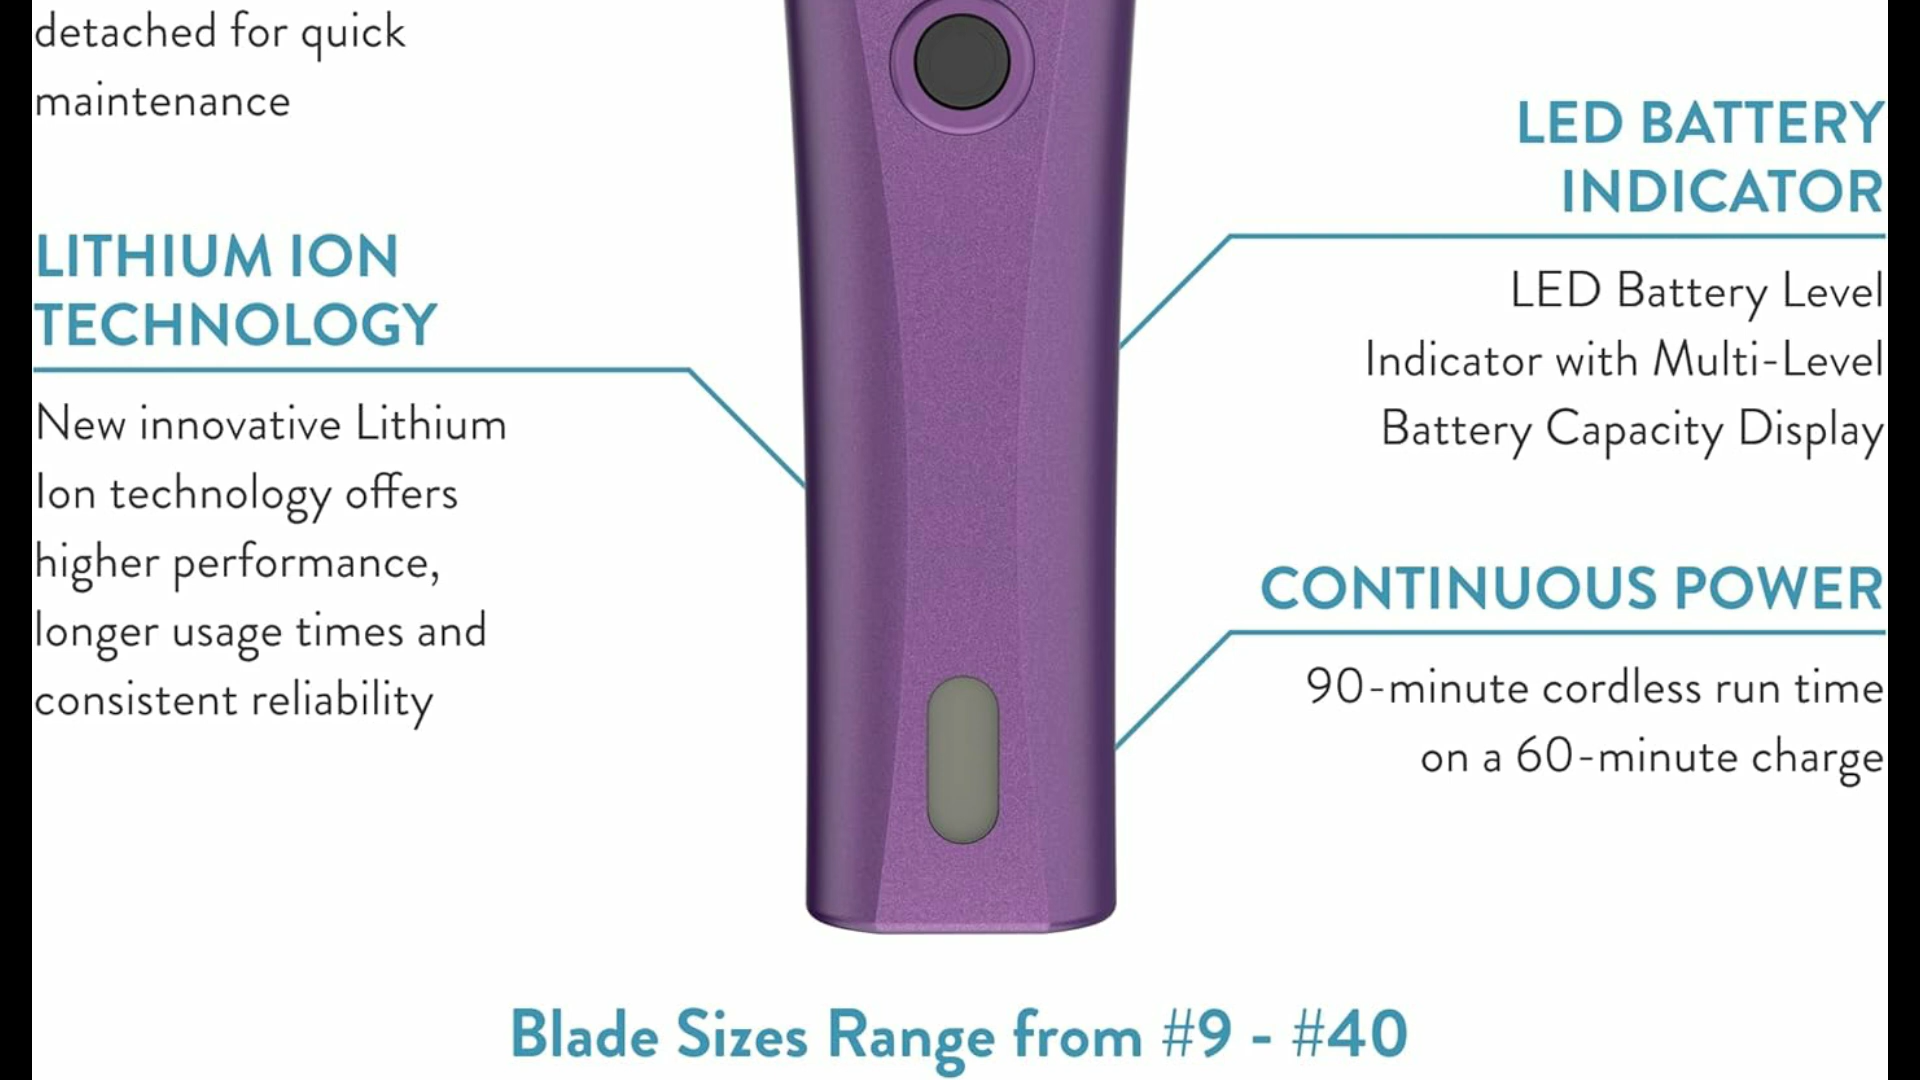 detached for quick
maintenance
LITHIUM ION
TECHNOLOGY
New innovative Lithium
Ion technology offers
higher performance,
longer usage times and
consistent reliability
LED BATTERY
INDICATOR
LED Battery Level
Indicator with Multi-Level
Battery Capacity Display
CONTINUOUS POWER
90-minute cordless run time
on a 60-minute charge
Blade Sizes Range from #9 - #40